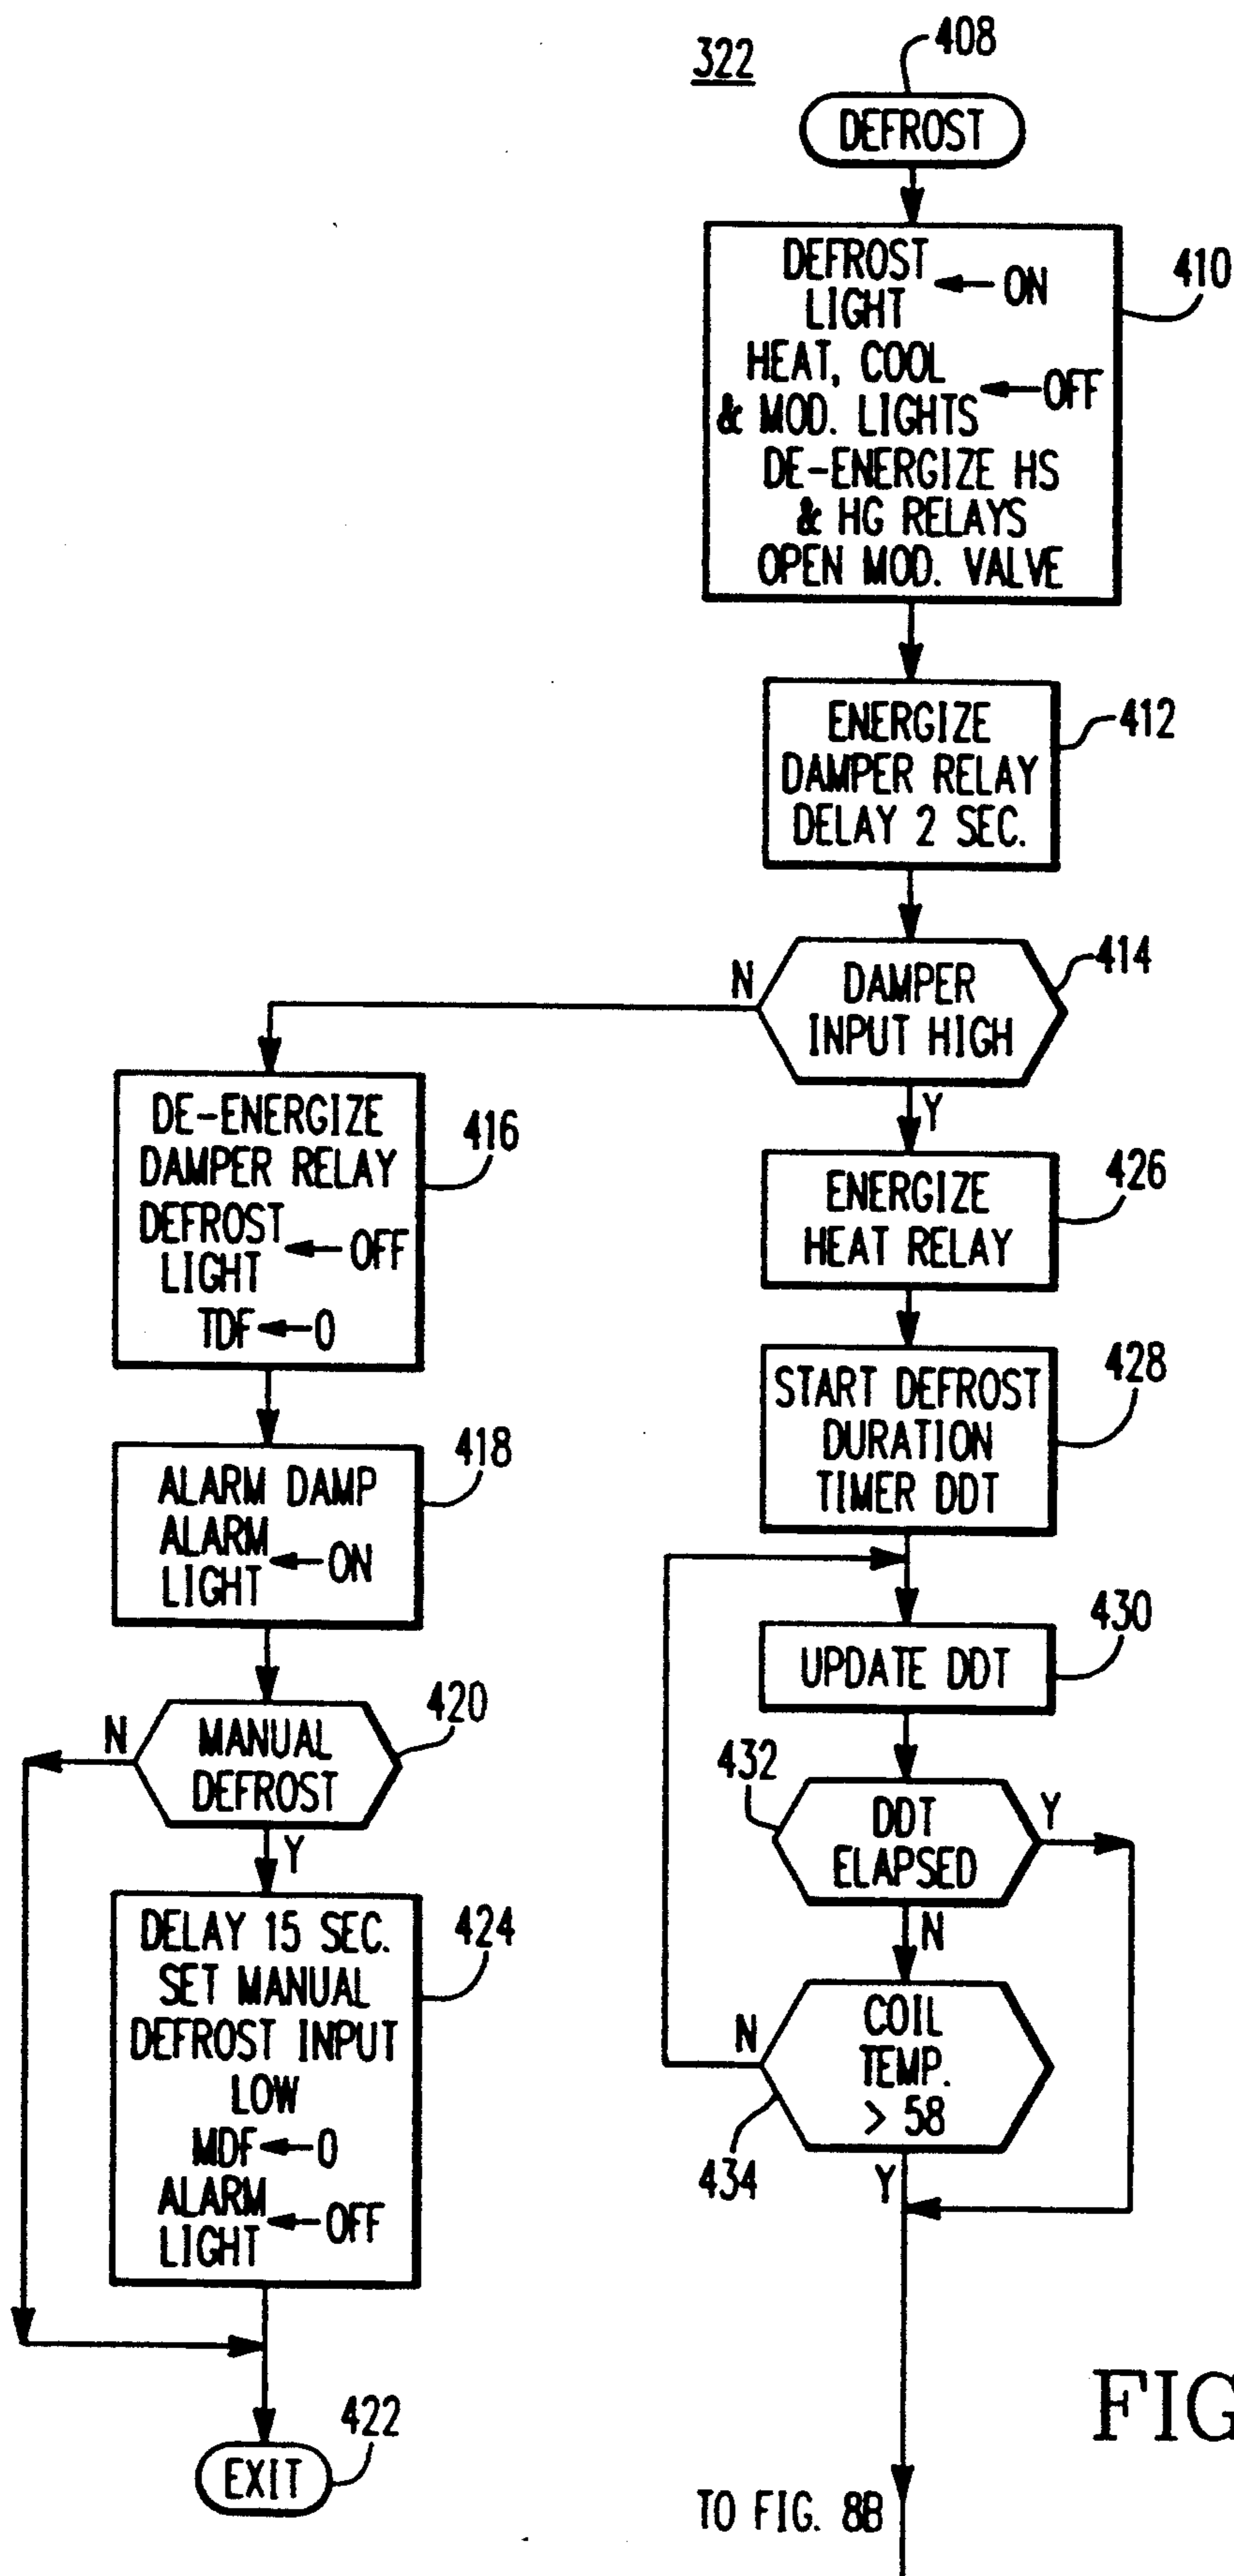 322
408
DEFROST
410
DEFROST
LIGHT ← ON
HEAT, COOL
& MOD. LIGHTS ← OFF
DE-ENERGIZE HS
& HG RELAYS
OPEN MOD. VALVE
412
ENERGIZE
DAMPER RELAY
DELAY 2 SEC.
414
DAMPER
INPUT HIGH
N
Y
416
DE-ENERGIZE
DAMPER RELAY
DEFROST
LIGHT ← OFF
TDF ← 0
418
ALARM DAMP
ALARM
LIGHT ← ON
420
MANUAL
DEFROST
N
Y
424
DELAY 15 SEC.
SET MANUAL
DEFROST INPUT
LOW
MDF ← 0
ALARM
LIGHT ← OFF
422
EXIT
426
ENERGIZE
HEAT RELAY
428
START DEFROST
DURATION
TIMER DDT
430
UPDATE DDT
432
DDT
ELAPSED
Y
N
COIL
TEMP.
> 58
434
N
Y
TO FIG. 8B
FIG